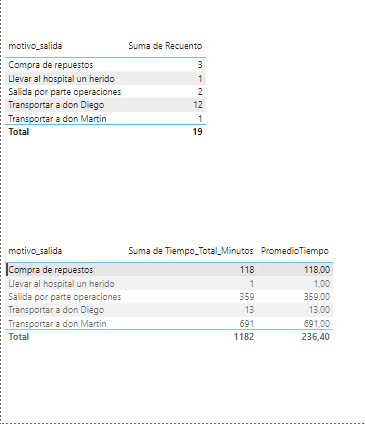 motivo_salida Suma de Recuento
Compra de repuestos 3
Llevar al hospital un herido 1
Salida por parte operaciones 2
Transportar a don Diego 12
Transportar a don Martin 1
Total 19
motivo_salida Suma de Tiempo_Total_Minutos PromedioTiempo
Compra de repuestos 118 118,00
Llevar al hospital un herido 1 1,00
Salida por parte operaciones 359 359,00
Transportar a don Diego 13 13,00
Transportar a don Martin 691 691,00
Total 1182 236,40